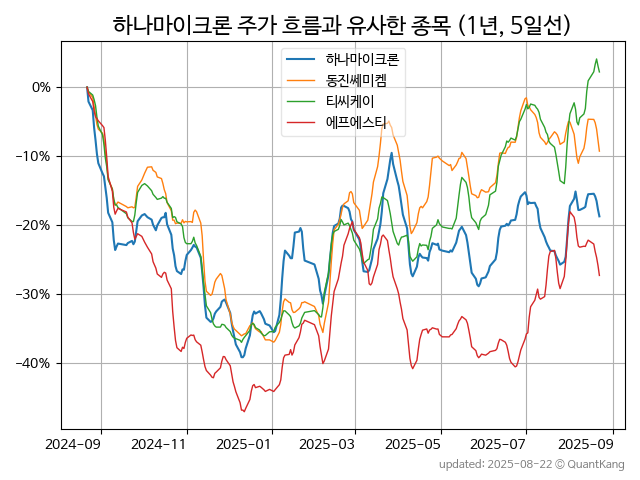 하나마이크론 주가 흐름과 유사한 종목 (1년, 5일선)
하나마이크론
동진쎄미켐
티씨케이
에프에스티
0%
−10%
−20%
−30%
−40%
2024-09
2024-11
2025-01
2025-03
2025-05
2025-07
2025-09
updated: 2025-08-22 © QuantKang